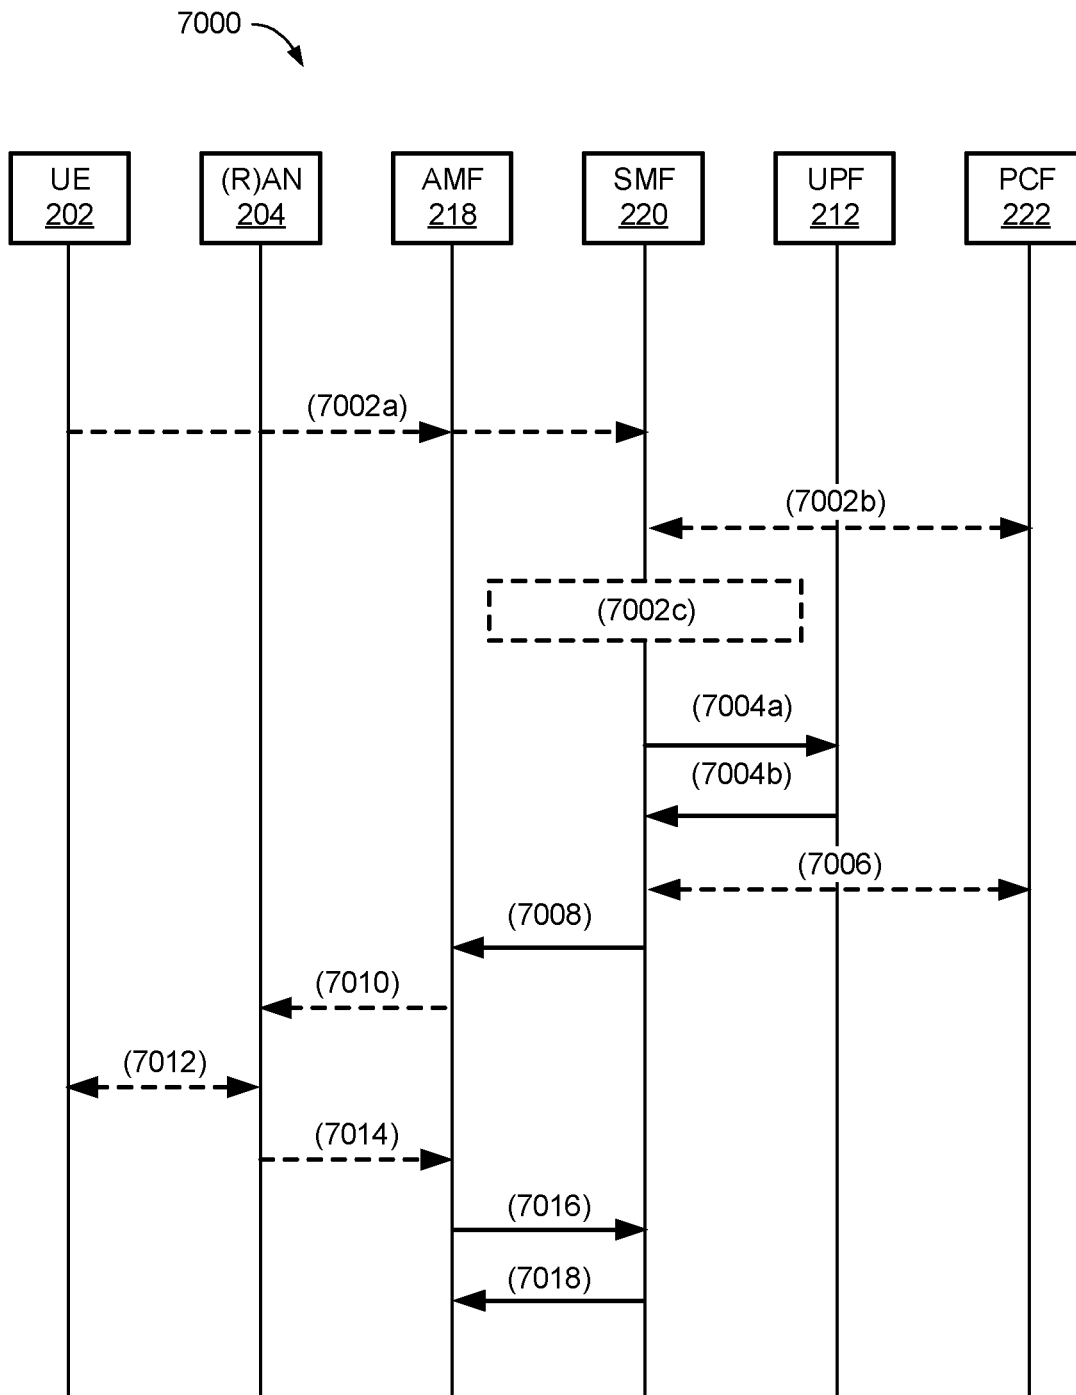 7000
UE
202
(R)AN
204
AMF
218
SMF
220
UPF
212
PCF
222
(7002a)
(7002b)
(7002c)
(7004a)
(7004b)
(7006)
(7008)
(7010)
(7012)
(7014)
(7016)
(7018)